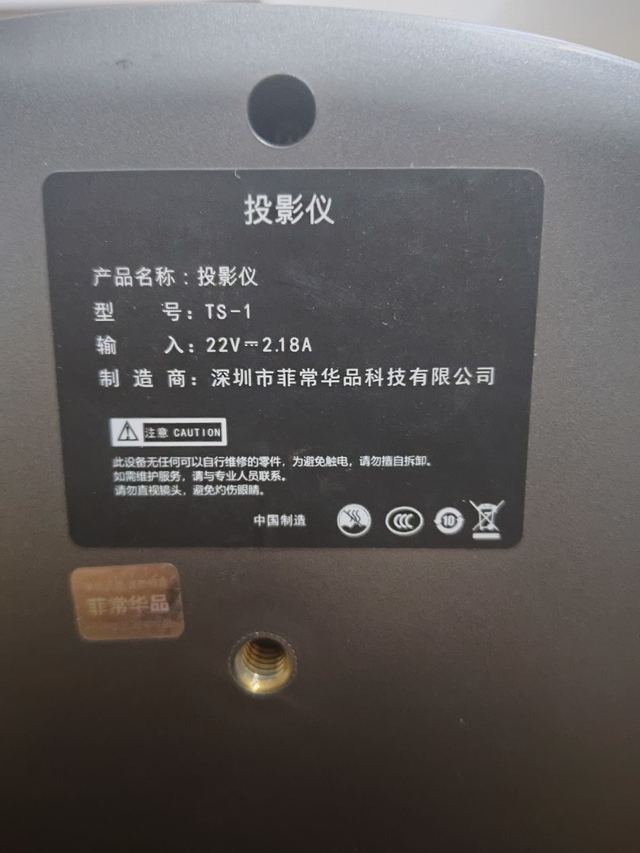 投影仪
产品名称：投影仪
型 号：TS-1
输 入：22V⎓2.18A
制 造 商：深圳市菲常华品科技有限公司
注意 CAUTION
此设备无任何可以自行维修的零件，为避免触电，请勿擅自拆卸。
如需维护服务，请与专业人员联系。
请勿直视镜头，避免灼伤眼睛。
中国制造
CCC
10
菲常华品